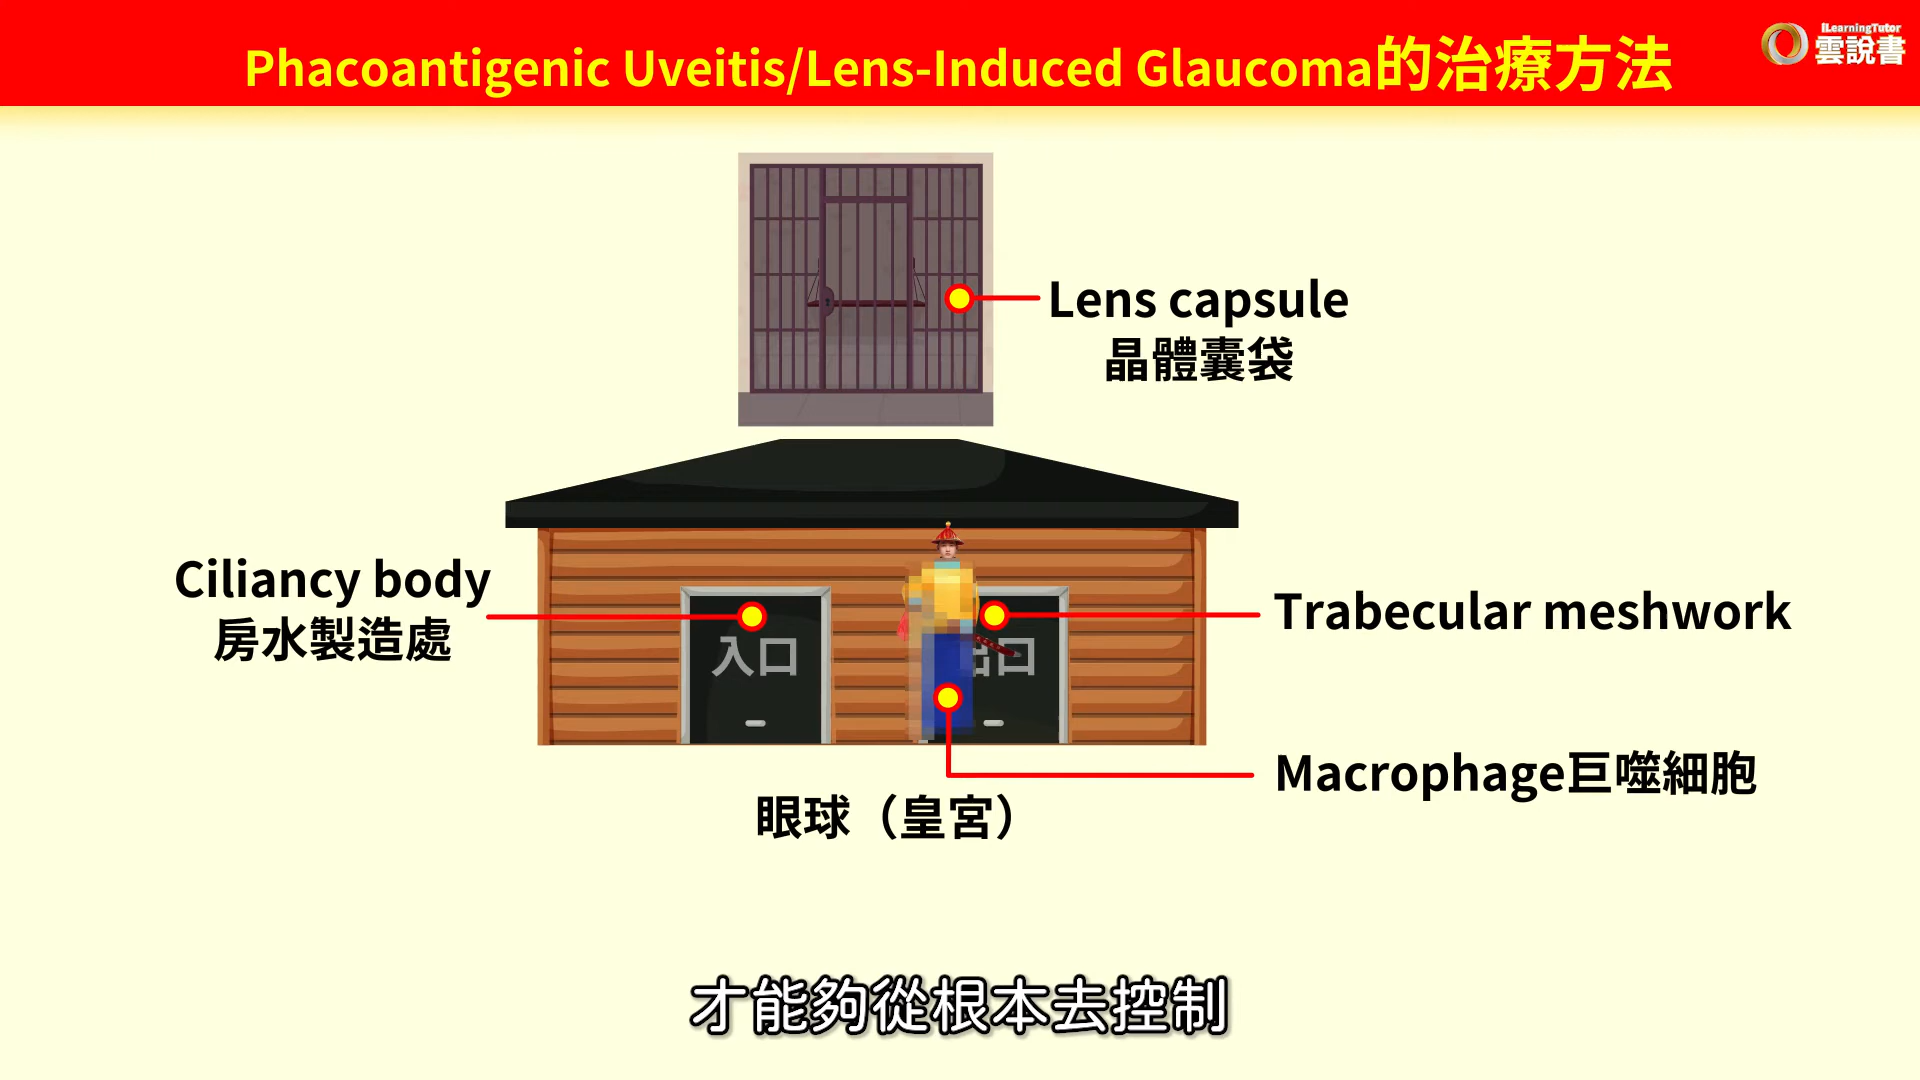 Phacoantigenic Uveitis/Lens-Induced Glaucoma的治療方法
iLearningTutor
雲說書
Lens capsule
晶體囊袋
Ciliancy body
房水製造處
入口
出口
Trabecular meshwork
Macrophage巨噬細胞
眼球（皇宮）
才能夠從根本去控制